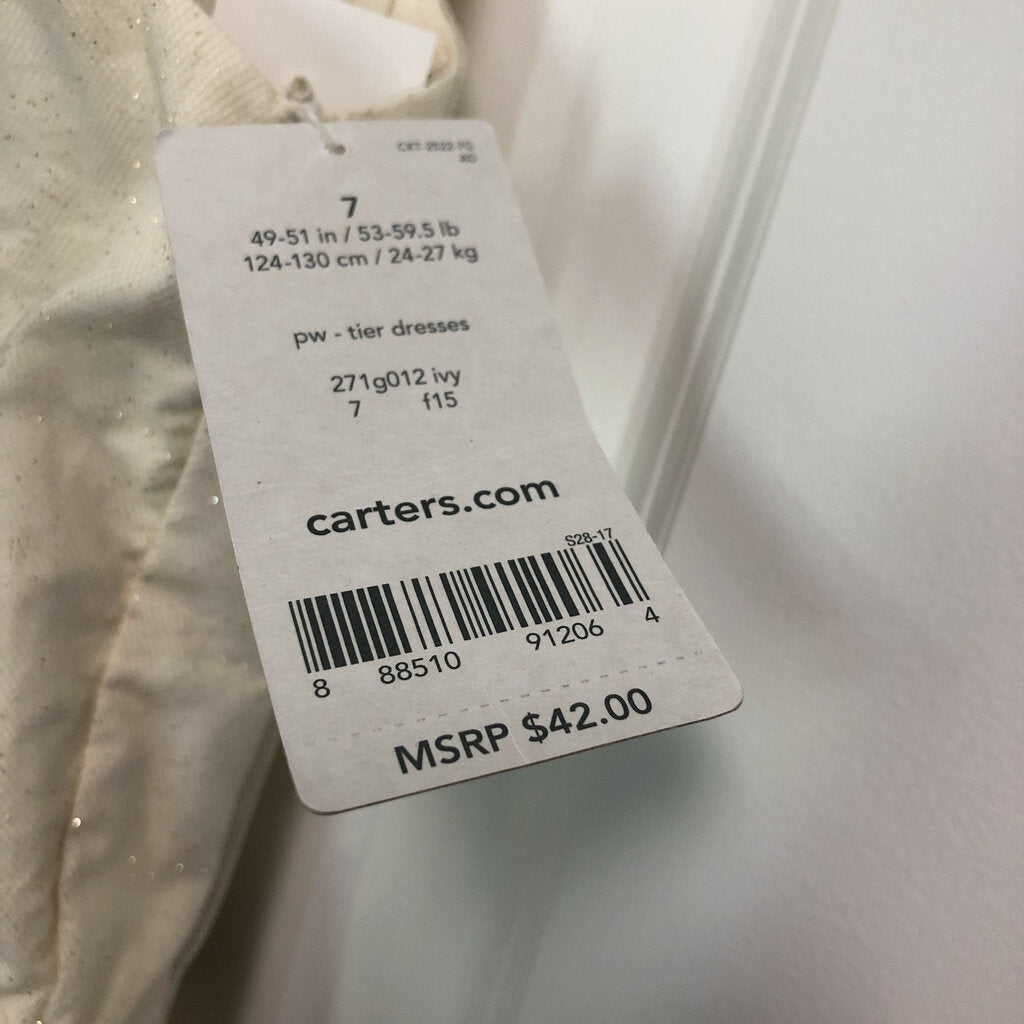 7
49-51 in / 53-59.5 lb
124-130 cm / 24-27 kg
pw - tier dresses
271g012 ivy
7 f15
carters.com
S28-17
8 88510 91206 4
MSRP $42.00